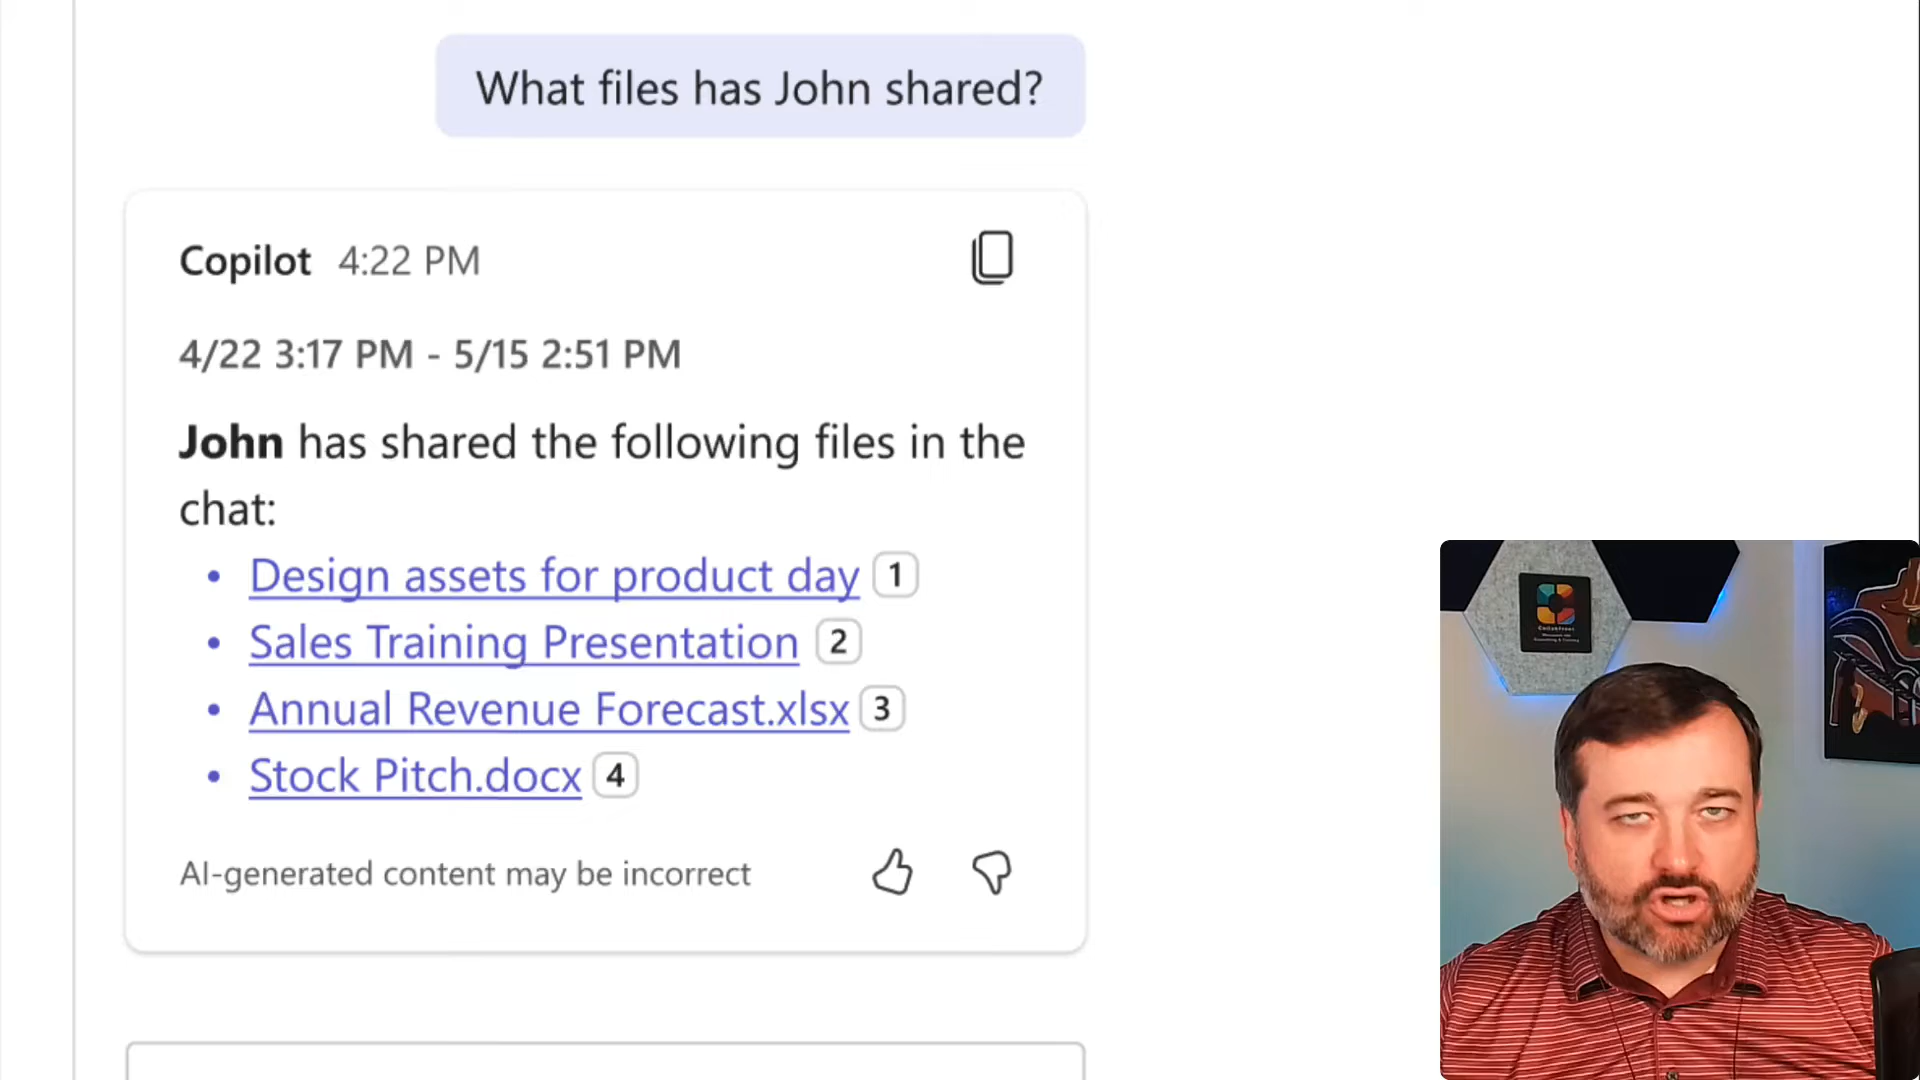 What files has John shared?
Copilot 4:22 PM
4/22 3:17 PM - 5/15 2:51 PM
John has shared the following files in the
chat:
• Design assets for product day 1
• Sales Training Presentation 2
• Annual Revenue Forecast.xlsx 3
• Stock Pitch.docx 4
AI-generated content may be incorrect